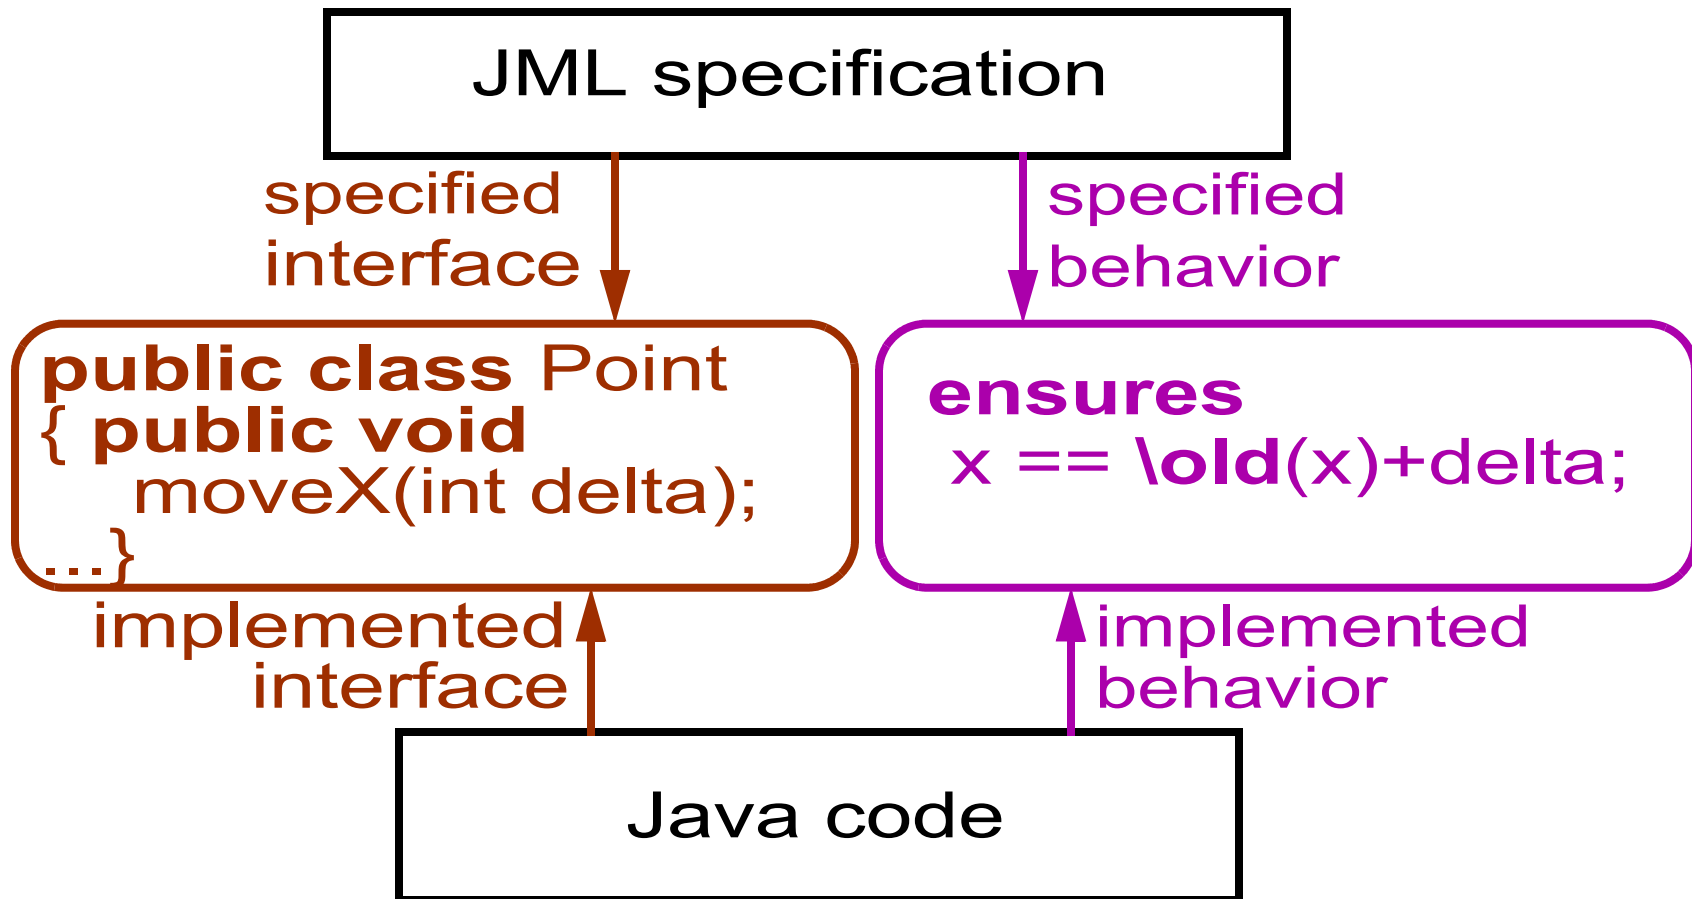 JML specification
specified
interface
specified
behavior
public class Point
{ public void
moveX(int delta);
...}
ensures
x == \old(x)+delta;
implemented
interface
implemented
behavior
Java code